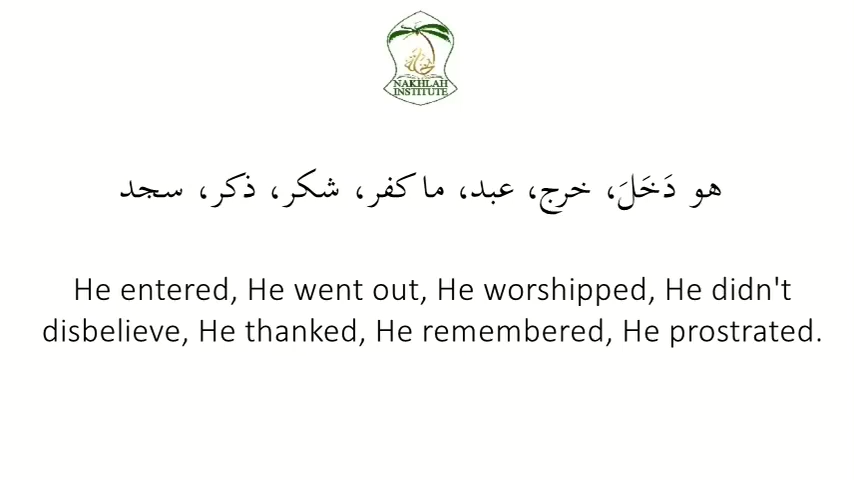 NAKHLAH
INSTITUTE
هو دَخَلَ، خرج، عبد، ما كفر، شكر، ذكر، سجد
He entered, He went out, He worshipped, He didn't
disbelieve, He thanked, He remembered, He prostrated.